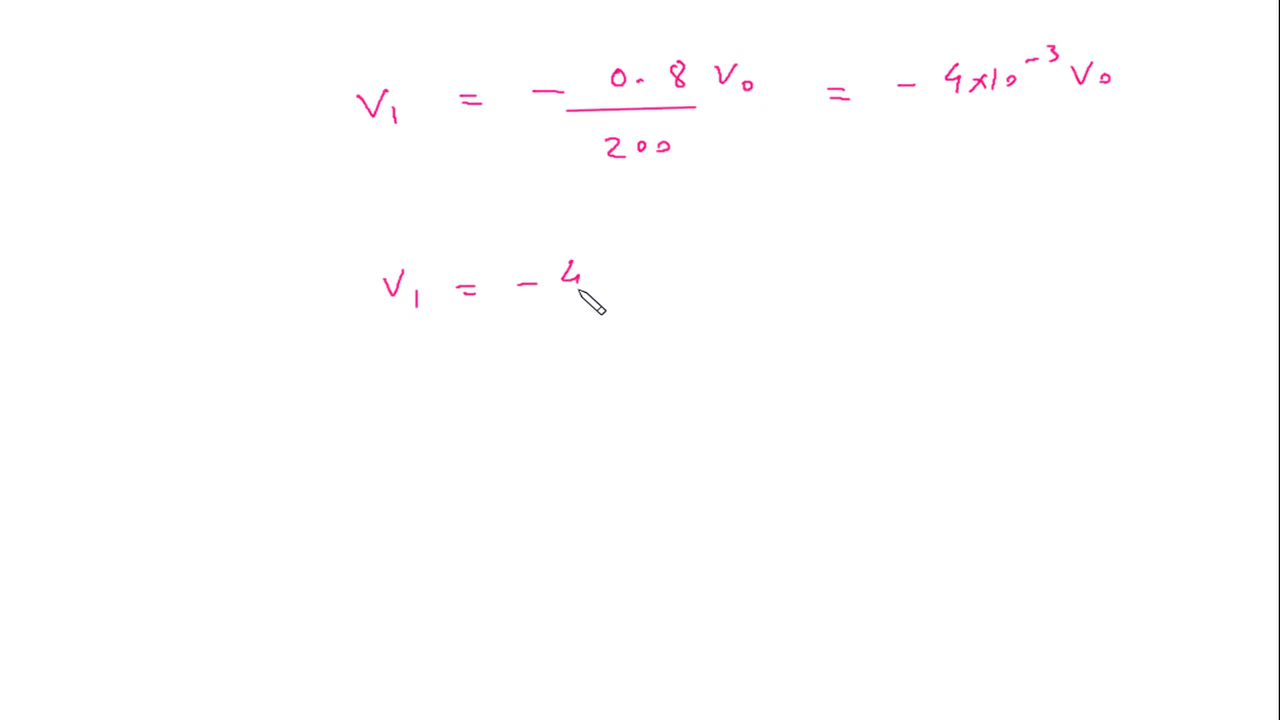 V₁ = - 0.8 V₀ / 200 = - 4×10⁻³ V₀
V₁ = - 4